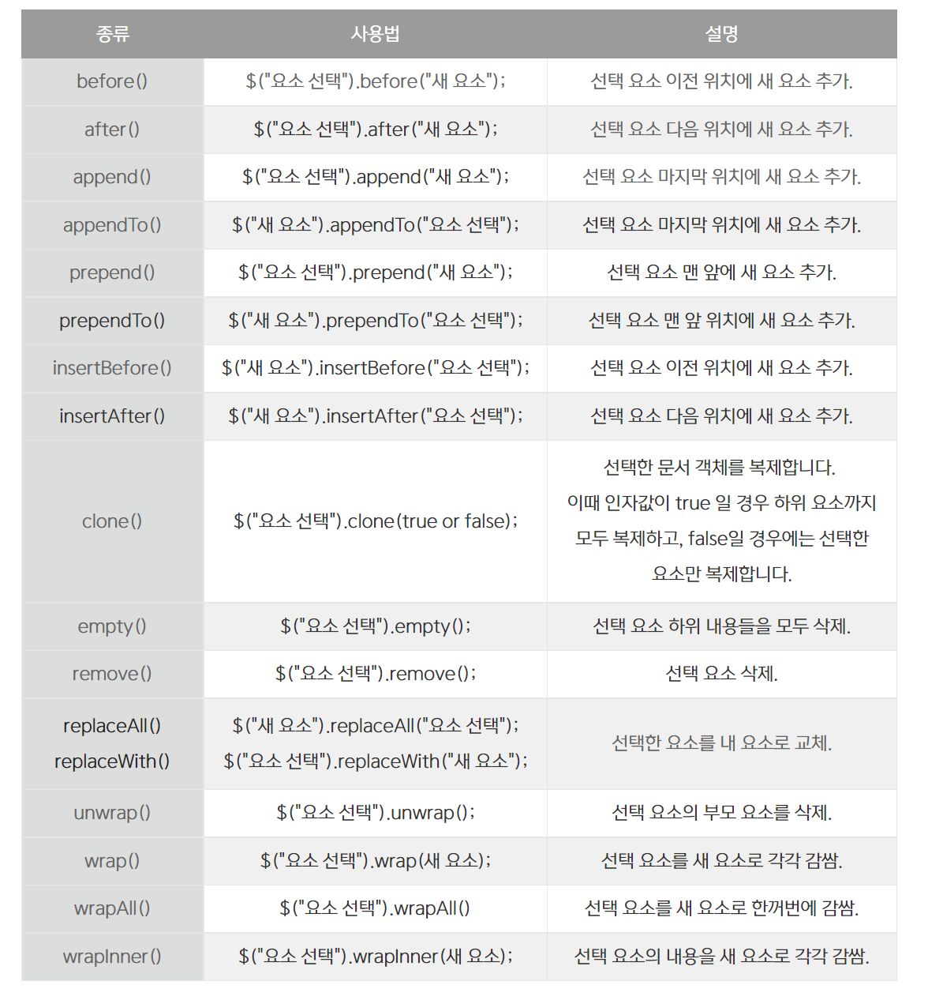 종류 사용법 설명
before() $("요소 선택").before("새 요소"); 선택 요소 이전 위치에 새 요소 추가.
after() $("요소 선택").after("새 요소"); 선택 요소 다음 위치에 새 요소 추가.
append() $("요소 선택").append("새 요소"); 선택 요소 마지막 위치에 새 요소 추가.
appendTo() $("새 요소").appendTo("요소 선택"); 선택 요소 마지막 위치에 새 요소 추가.
prepend() $("요소 선택").prepend("새 요소"); 선택 요소 맨 앞에 새 요소 추가.
prependTo() $("새 요소").prependTo("요소 선택"); 선택 요소 맨 앞 위치에 새 요소 추가.
insertBefore() $("새 요소").insertBefore("요소 선택"); 선택 요소 이전 위치에 새 요소 추가.
insertAfter() $("새 요소").insertAfter("요소 선택"); 선택 요소 다음 위치에 새 요소 추가.
clone() $("요소 선택").clone(true or false); 선택한 문서 객체를 복제합니다.
이때 인자값이 true 일 경우 하위 요소까지
모두 복제하고, false일 경우에는 선택한
요소만 복제합니다.
empty() $("요소 선택").empty(); 선택 요소 하위 내용들을 모두 삭제.
remove() $("요소 선택").remove(); 선택 요소 삭제.
replaceAll() $("새 요소").replaceAll("요소 선택");
replaceWith() $("요소 선택").replaceWith("새 요소");
선택한 요소를 내 요소로 교체.
unwrap() $("요소 선택").unwrap(); 선택 요소의 부모 요소를 삭제.
wrap() $("요소 선택").wrap(새 요소); 선택 요소를 새 요소로 각각 감쌈.
wrapAll() $("요소 선택").wrapAll() 선택 요소를 새 요소로 한꺼번에 감쌈.
wrapInner() $("요소 선택").wrapInner(새 요소); 선택 요소의 내용을 새 요소로 각각 감쌈.